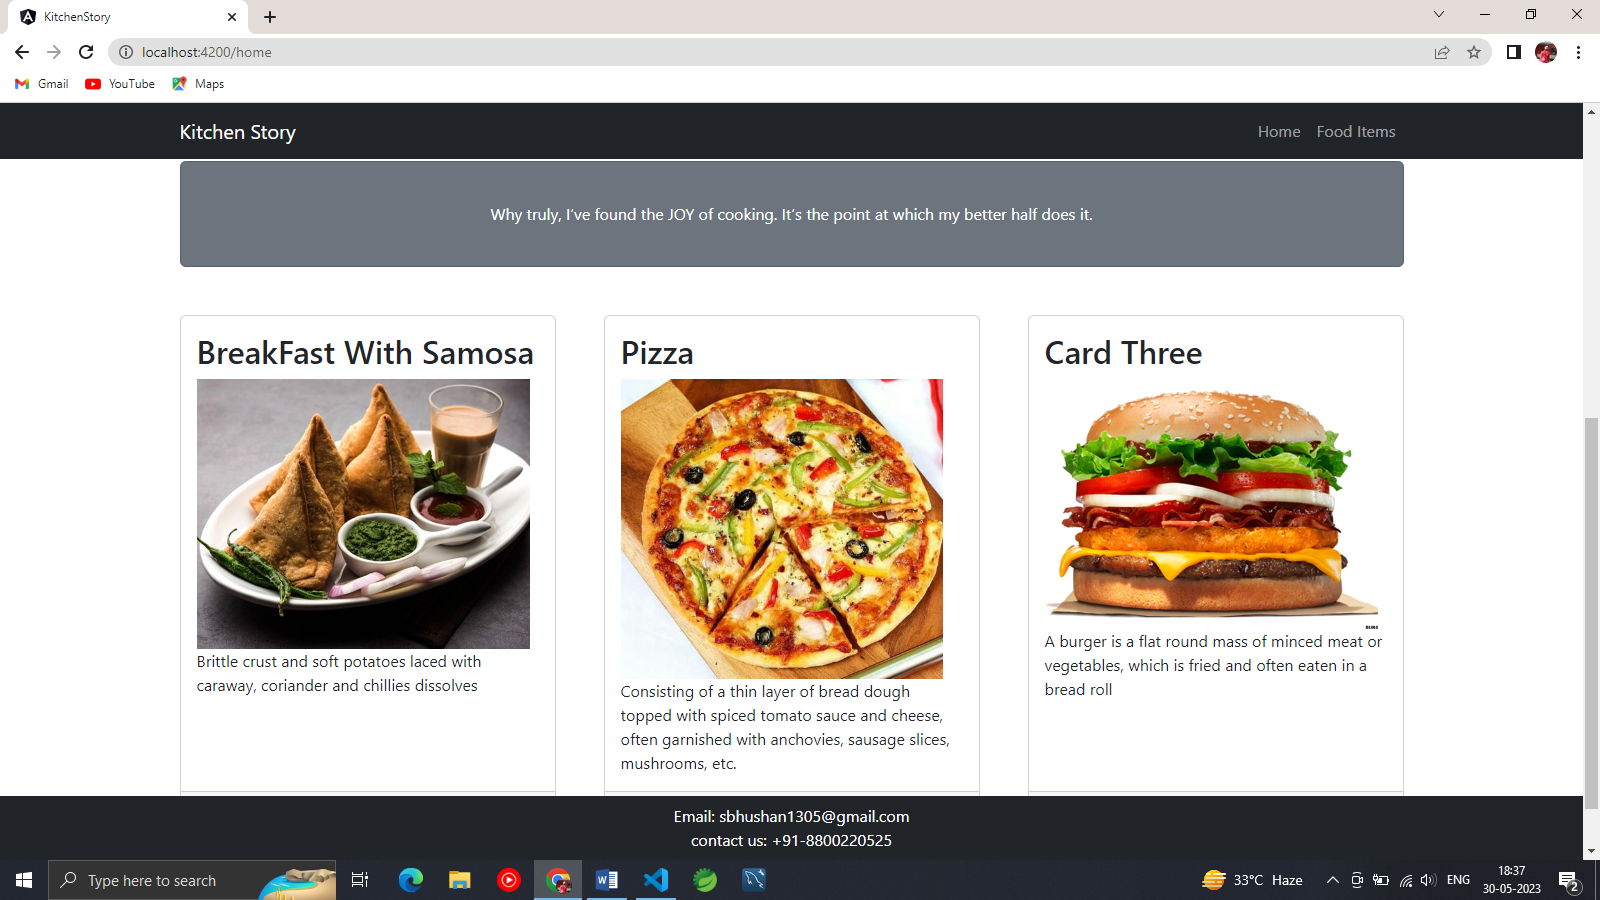 KitchenStory
localhost:4200/home
Gmail YouTube Maps
Kitchen Story Home Food Items
Why truly, I've found the JOY of cooking. It's the point at which my better half does it.
BreakFast With Samosa
Brittle crust and soft potatoes laced with
caraway, coriander and chillies dissolves
Pizza
Consisting of a thin layer of bread dough
topped with spiced tomato sauce and cheese,
often garnished with anchovies, sausage slices,
mushrooms, etc.
Card Three
A burger is a flat round mass of minced meat or
vegetables, which is fried and often eaten in a
bread roll
Email: sbhushan1305@gmail.com
contact us: +91-8800220525
Type here to search
33°C Haze
ENG
18:37
30-05-2023
2